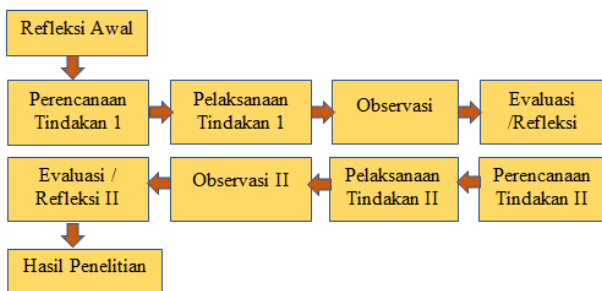 Refleksi Awal
Perencanaan
Tindakan 1
Pelaksanaan
Tindakan 1
Observasi
Evaluasi
/Refleksi
Evaluasi /
Refleksi II
Observasi II
Pelaksanaan
Tindakan II
Perencanaan
Tindakan II
Hasil Penelitian